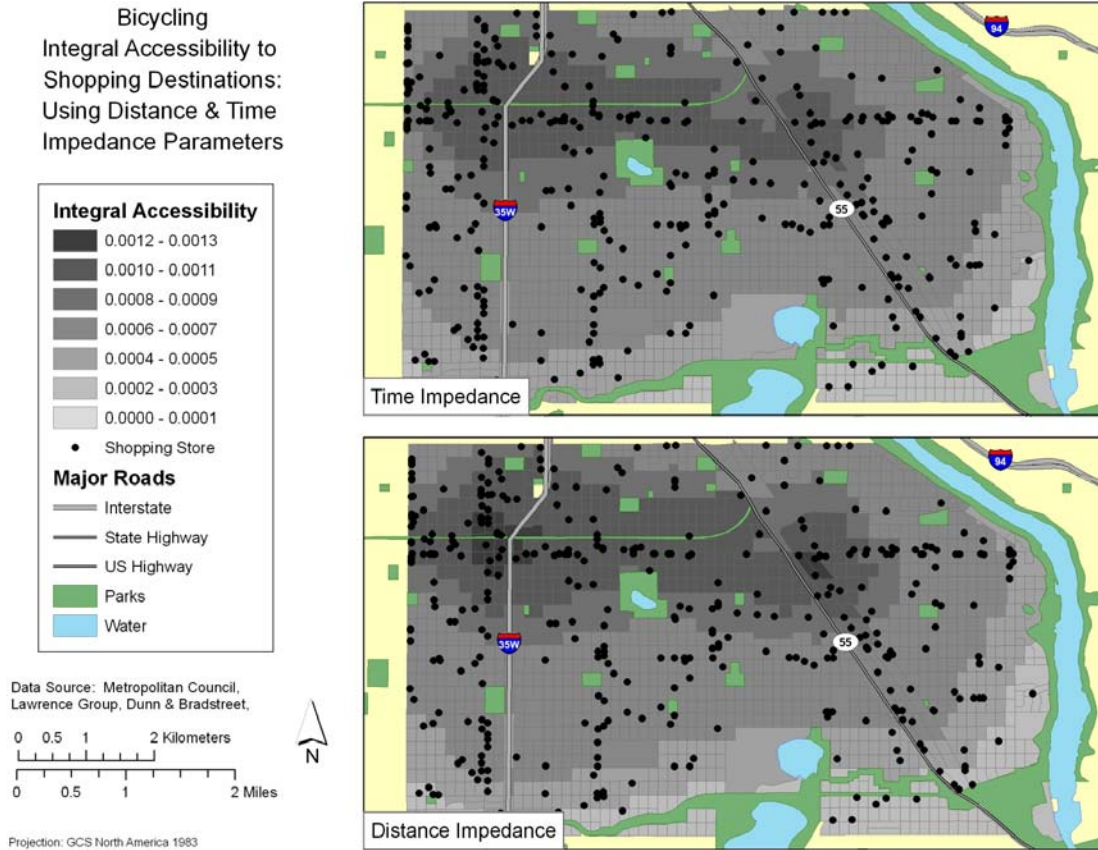 Bicycling
Integral Accessibility to
Shopping Destinations:
Using Distance & Time
Impedance Parameters
Integral Accessibility
0.0012 - 0.0013
0.0010 - 0.0011
0.0008 - 0.0009
0.0006 - 0.0007
0.0004 - 0.0005
0.0002 - 0.0003
0.0000 - 0.0001
Shopping Store
Major Roads
Interstate
State Highway
US Highway
Parks
Water
Data Source: Metropolitan Council,
Lawrence Group, Dunn & Bradstreet,
0 0.5 1 2 Kilometers
0 0.5 1 2 Miles
N
Projection: GCS North America 1983
94
35W
55
Time Impedance
94
35W
55
Distance Impedance